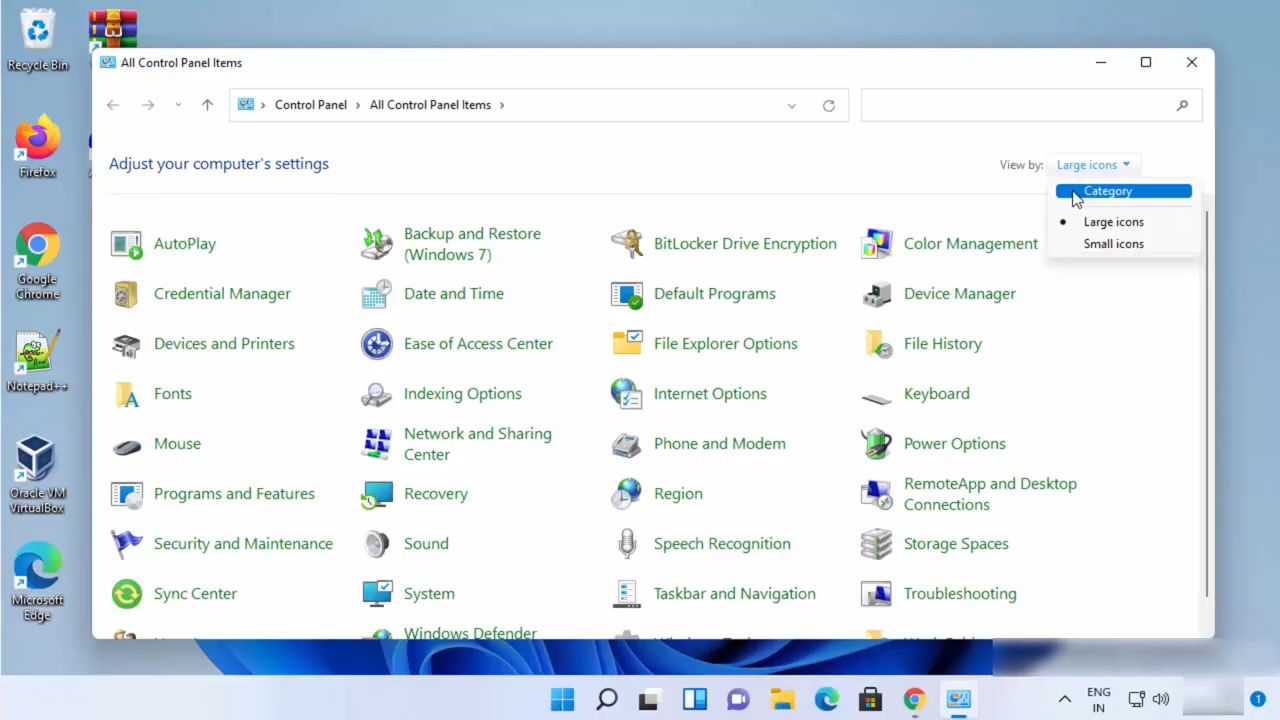 Recycle Bin
Firefox
Google
Chrome
Notepad++
Oracle VM
VirtualBox
Microsoft
Edge
All Control Panel Items
Control Panel
All Control Panel Items
Adjust your computer's settings
View by:
Large icons
Category
Large icons
Small icons
AutoPlay
Backup and Restore
(Windows 7)
BitLocker Drive Encryption
Color Management
Credential Manager
Date and Time
Default Programs
Device Manager
Devices and Printers
Ease of Access Center
File Explorer Options
File History
Fonts
Indexing Options
Internet Options
Keyboard
Mouse
Network and Sharing
Center
Phone and Modem
Power Options
Programs and Features
Recovery
Region
RemoteApp and Desktop
Connections
Security and Maintenance
Sound
Speech Recognition
Storage Spaces
Sync Center
System
Taskbar and Navigation
Troubleshooting
Windows Defender
ENG
IN
1